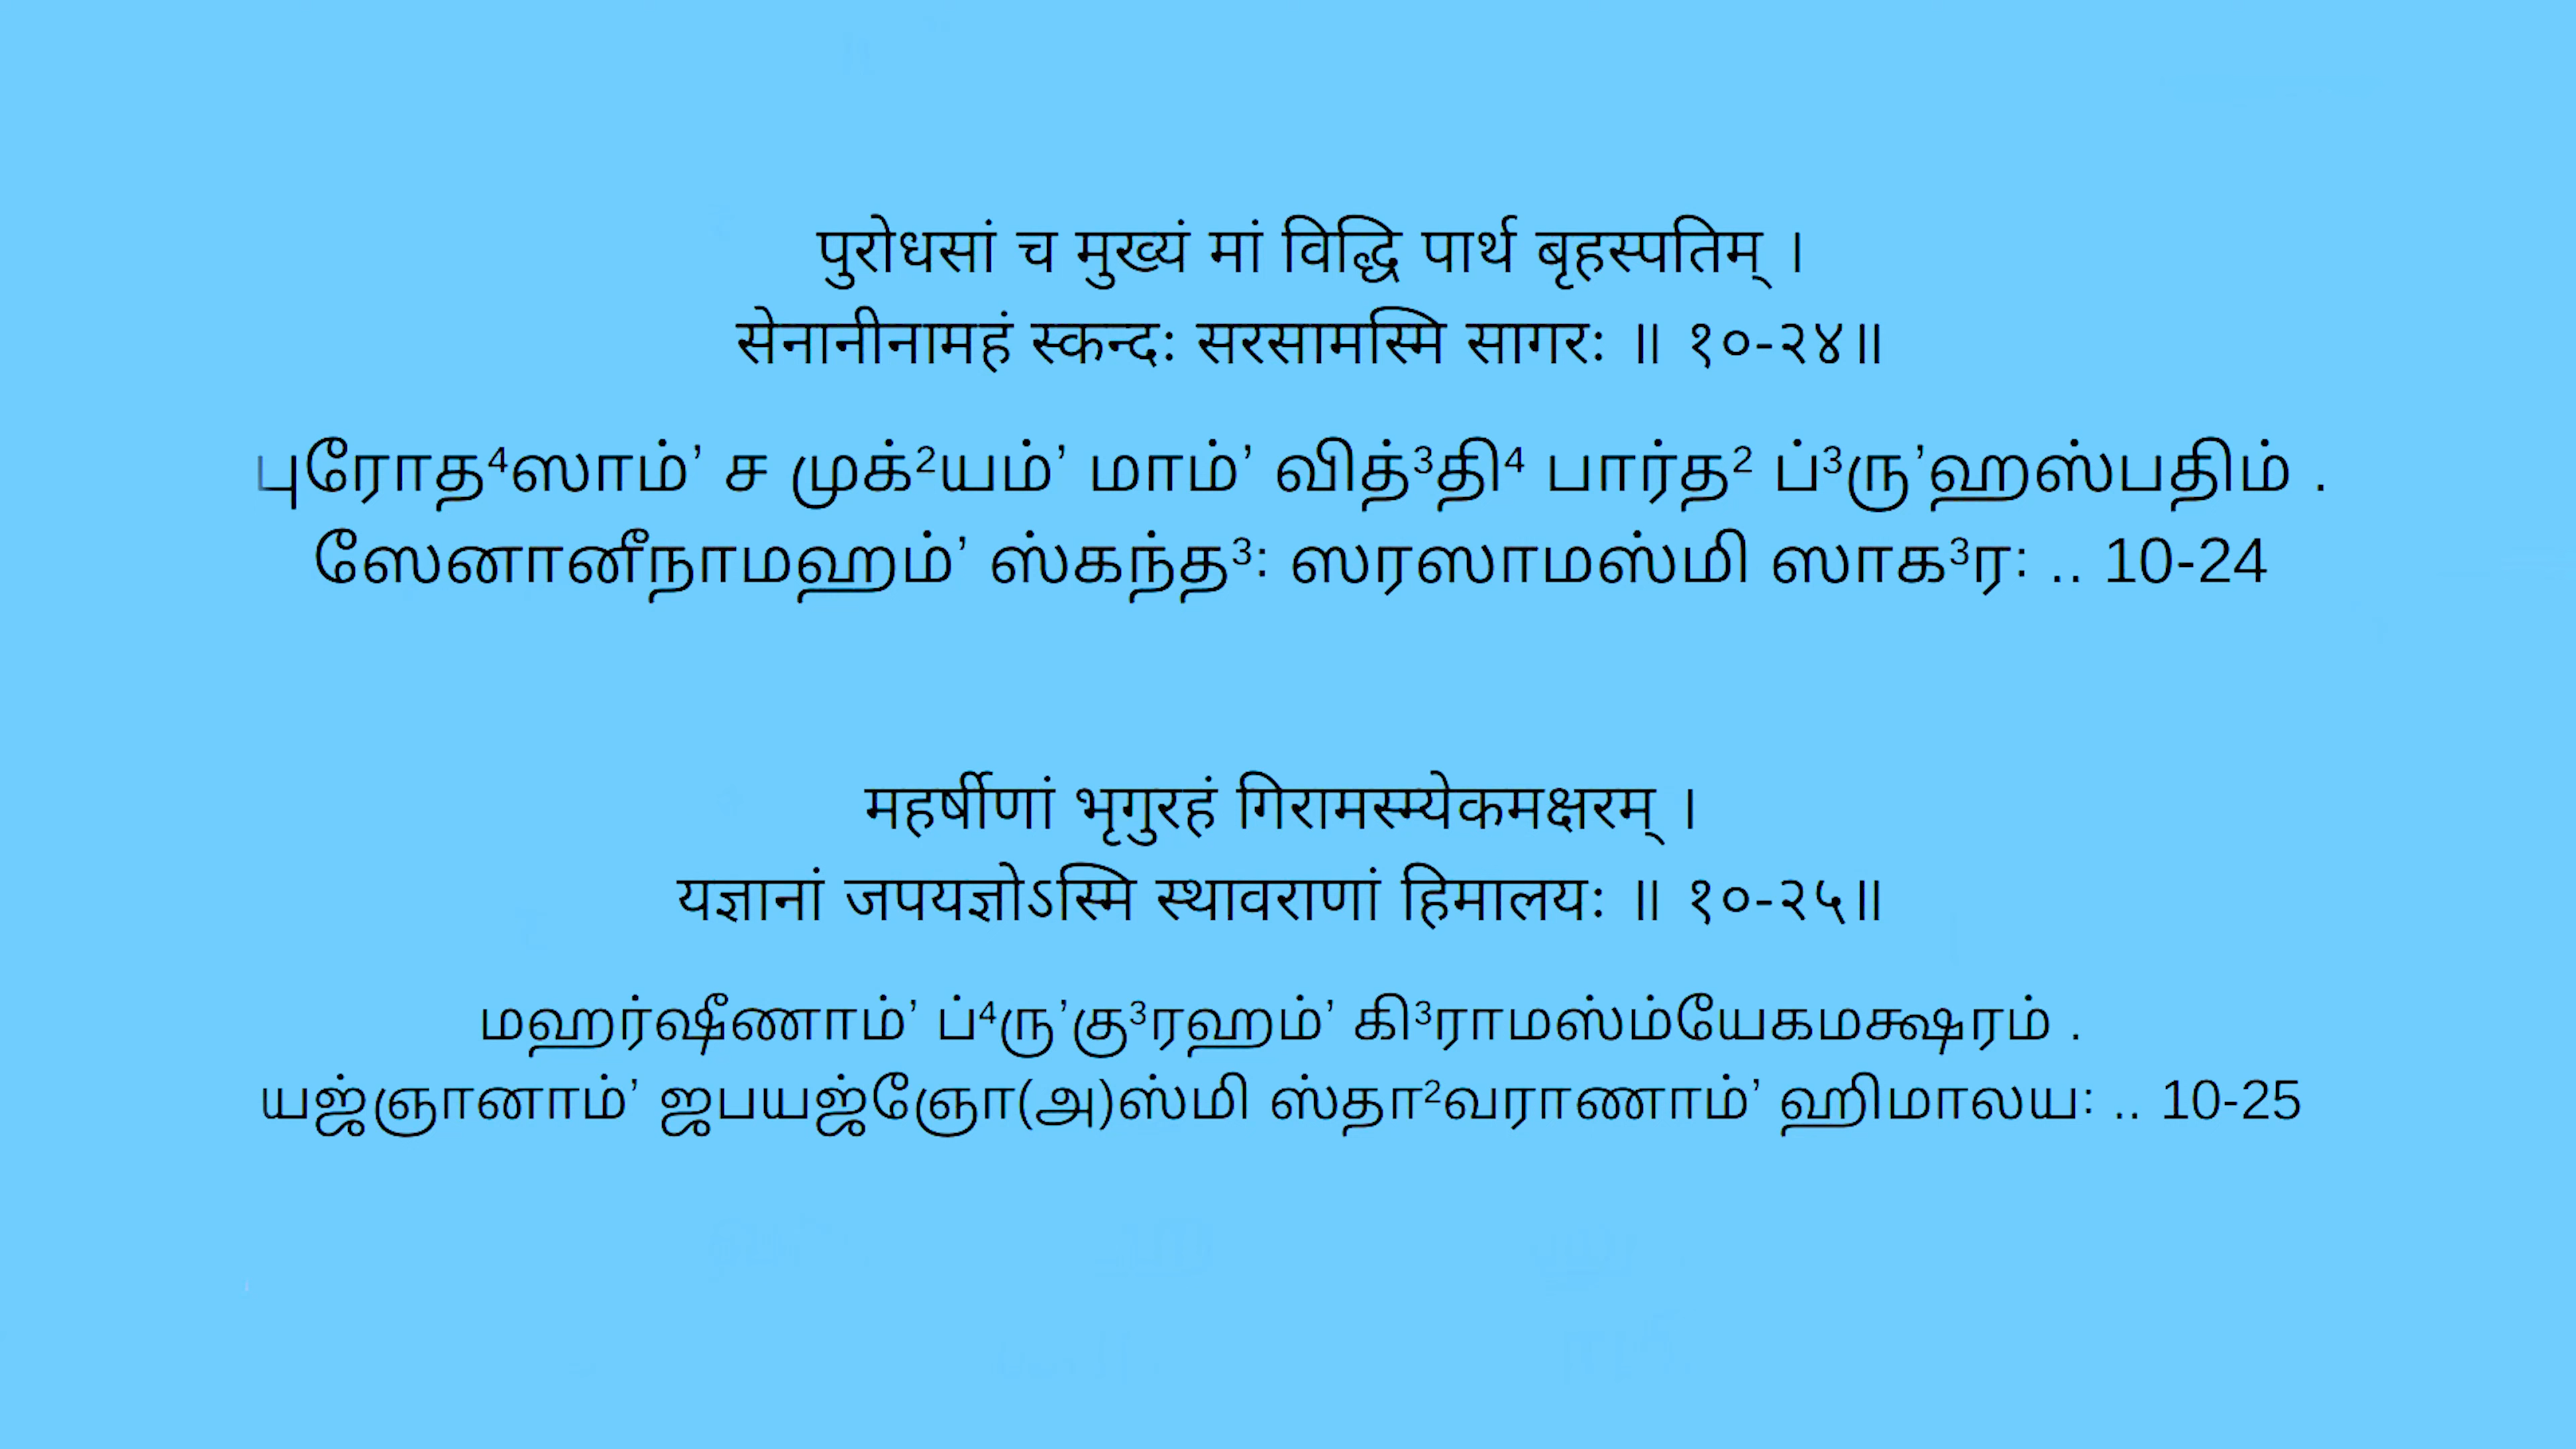 पुरोधसां च मुख्यं मां विद्धि पार्थ बृहस्पतिम् ।
सेनानीनामहं स्कन्दः सरसामस्मि सागरः ॥ १०-२४॥
புரோத⁴ஸாம்’ ச முக்²யம்’ மாம்’ வித்³தி⁴ பார்த² ப்³ரு’ஹஸ்பதிம் .
ஸேனானீநாமஹம்’ ஸ்கந்த³꞉ ஸரஸாமஸ்மி ஸாக³ர꞉ .. 10-24
महर्षीणां भृगुरहं गिरामस्म्येकमक्षरम् ।
यज्ञानां जपयज्ञोऽस्मि स्थावराणां हिमालयः ॥ १०-२५॥
மஹர்ஷீணாம்’ ப்⁴ரு’கு³ரஹம்’ கி³ராமஸ்ம்யேகமக்ஷரம் .
யஜ்ஞானாம்’ ஜபயஜ்ஞோ(அ)ஸ்மி ஸ்தா²வராணாம்’ ஹிமாலய꞉ .. 10-25